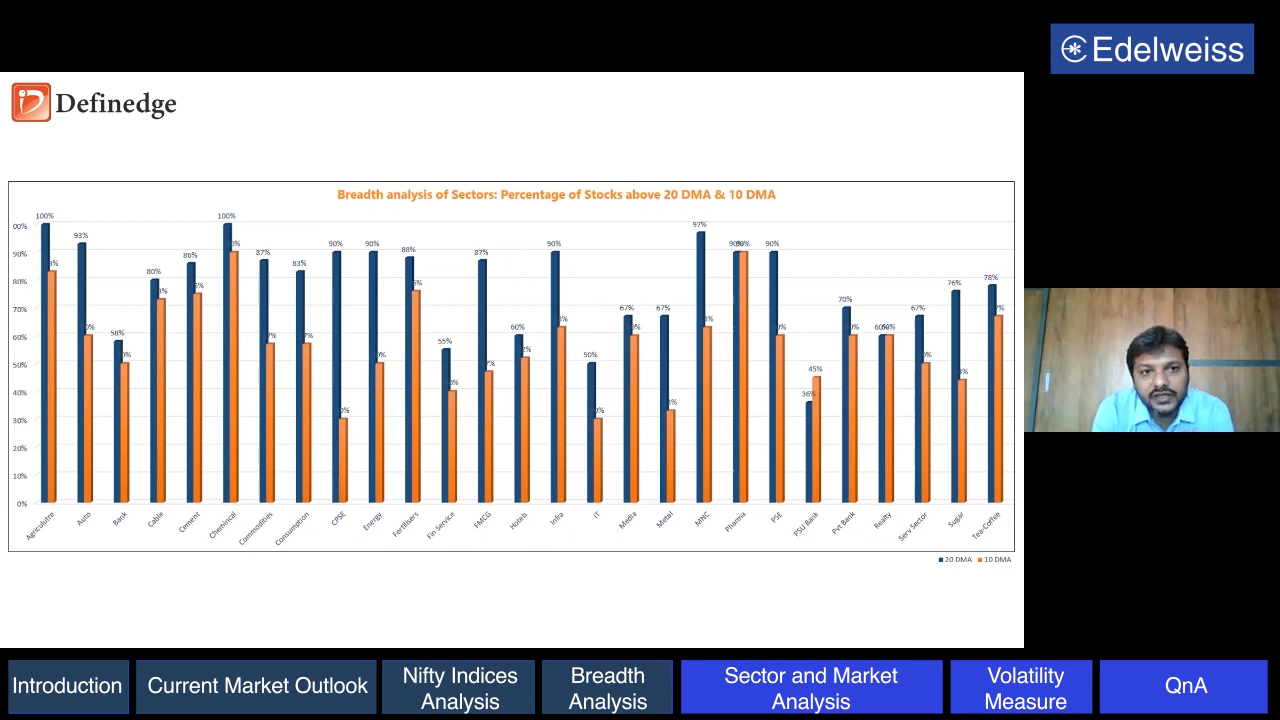 Edelweiss
Definedge
Breadth analysis of Sectors: Percentage of Stocks above 20 DMA & 10 DMA
100%
93%
58%
80%
86%
100%
87%
83%
90%
90%
88%
55%
87%
60%
90%
50%
67%
67%
97%
90%
90%
36%
45%
70%
60%
67%
76%
78%
00%
90%
80%
70%
60%
50%
40%
30%
20%
10%
0%
Agriculutre
Auto
Bank
Cable
Cement
Chemincal
Commodities
Consumption
CPSE
Energy
Fertilisers
Fin Service
FMCG
Hotels
Infra
IT
Media
Metal
MNC
Pharma
PSE
PSU Bank
Pvt Bank
Realty
Serv Sector
Sugar
Tea-Coffee
20 DMA 10 DMA
Introduction
Current Market Outlook
Nifty Indices
Analysis
Breadth
Analysis
Sector and Market
Analysis
Volatility
Measure
QnA